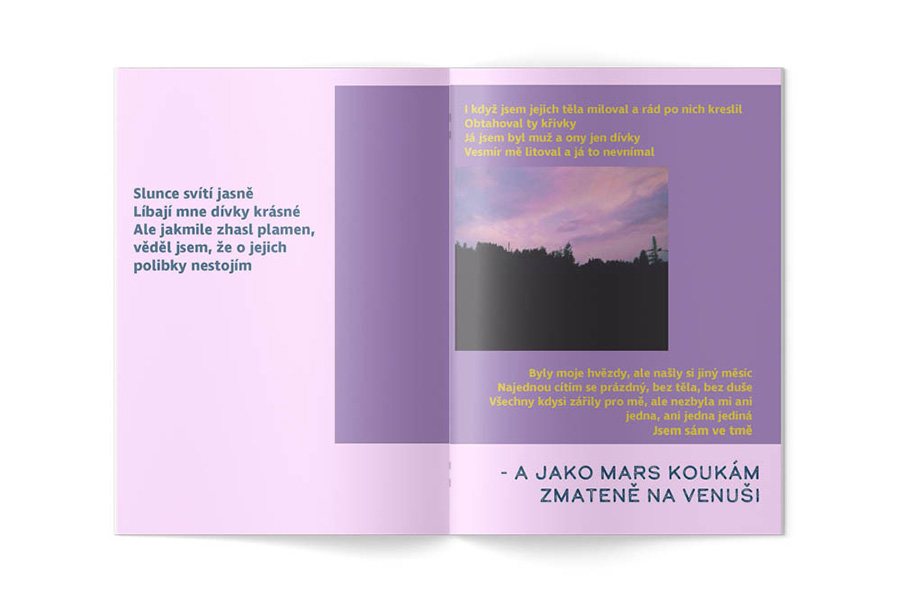 Slunce svítí jasně
Líbají mne dívky krásné
Ale jakmile zhasl plamen,
věděl jsem, že o jejich
polibky nestojím
I když jsem jejich těla miloval a rád po nich kreslil
Obtahoval ty křivky
Já jsem byl muž a ony jen dívky
Vesmír mě litoval a já to nevnímal
Byly moje hvězdy, ale našly si jiný měsíc
Najednou cítím se prázdný, bez těla, bez duše
Všechny kdysi zářily pro mě, ale nezbyla mi ani
jedna, ani jedna jediná
Jsem sám ve tmě
- A JAKO MARS KOUKÁM
ZMATENĚ NA VENUŠI